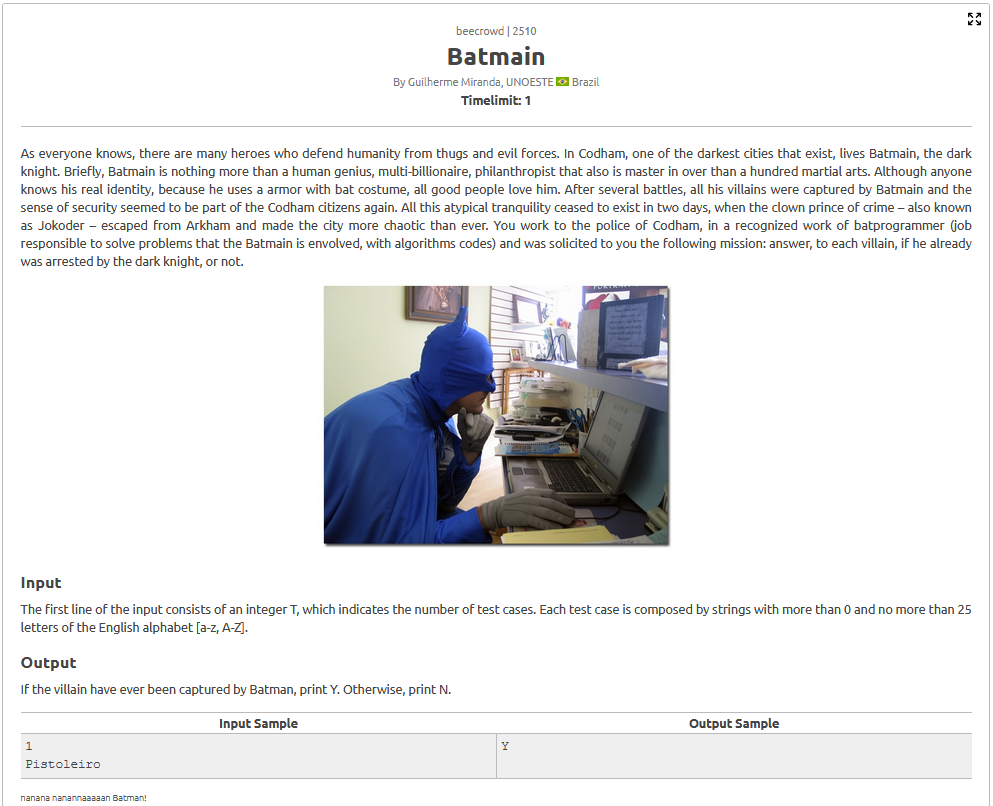 beecrowd | 2510
Batmain
By Guilherme Miranda, UNOESTE Brazil
Timelimit: 1
As everyone knows, there are many heroes who defend humanity from thugs and evil forces. In Codham, one of the darkest cities that exist, lives Batmain, the dark
knight. Briefly, Batmain is nothing more than a human genius, multi-billionaire, philanthropist that also is master in over than a hundred martial arts. Although anyone
knows his real identity, because he uses a armor with bat costume, all good people love him. After several battles, all his villains were captured by Batmain and the
sense of security seemed to be part of the Codham citizens again. All this atypical tranquility ceased to exist in two days, when the clown prince of crime – also known
as Jokoder – escaped from Arkham and made the city more chaotic than ever. You work to the police of Codham, in a recognized work of batprogrammer (job
responsible to solve problems that the Batmain is envolved, with algorithms codes) and was solicited to you the following mission: answer, to each villain, if he already
was arrested by the dark knight, or not.
Input
The first line of the input consists of an integer T, which indicates the number of test cases. Each test case is composed by strings with more than 0 and no more than 25
letters of the English alphabet [a-z, A-Z].
Output
If the villain have ever been captured by Batman, print Y. Otherwise, print N.
Input Sample Output Sample
1 Y
Pistoleiro
nanana nanannaaaaan Batman!